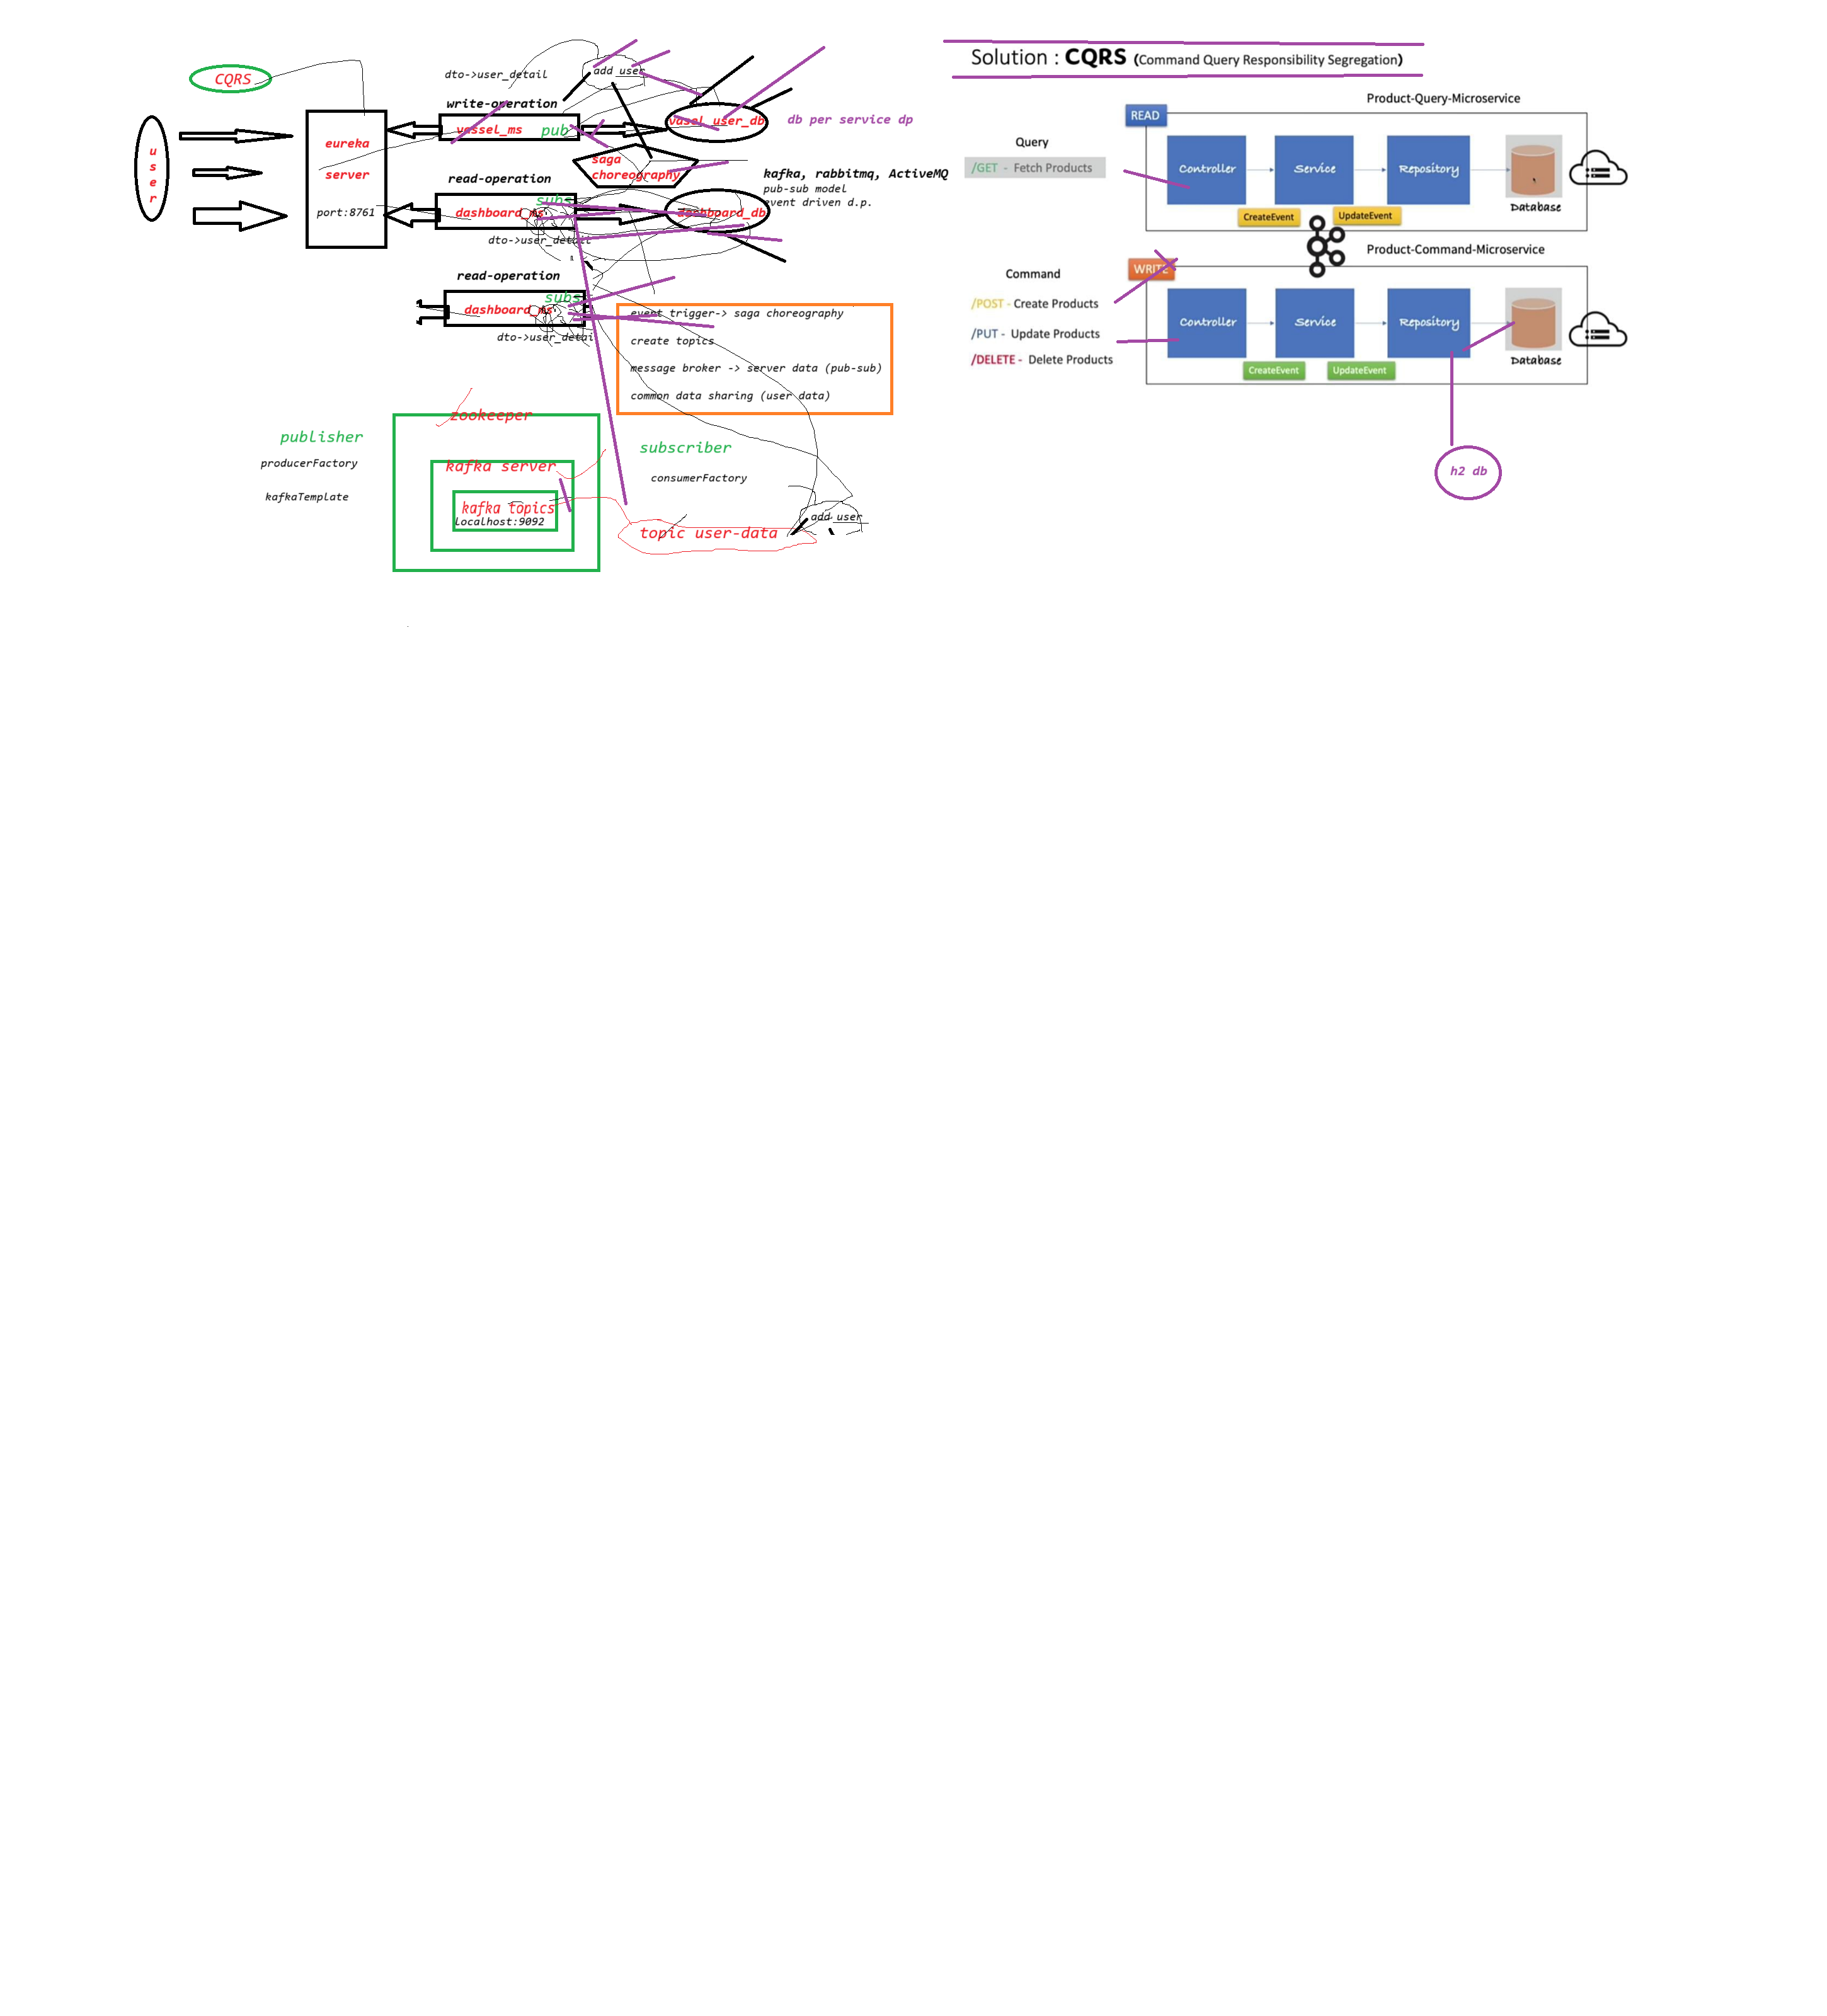 CQRS
user
eureka
server
port:8761
dto->user_detail
add user
write-operation
vessel_ms pub
vasel_user_db
db per service dp
saga
choreography
kafka, rabbitmq, ActiveMQ
pub-sub model
event driven d.p.
read-operation
subs
dashboard_ms
dashboard_db
dto->user_detail
read-operation
subs
dashboard_ms
dto->user_detai
event trigger-> saga choreography
create topics
message broker -> server data (pub-sub)
common data sharing (user data)
zookeeper
publisher
producerFactory
kafkaTemplate
kafka server
kafka topics
localhost:9092
subscriber
consumerFactory
add user
topic user-data
Solution : CQRS (Command Query Responsibility Segregation)
Product-Query-Microservice
READ
Query
/GET - Fetch Products
Controller
Service
Repository
Database
CreateEvent
UpdateEvent
Product-Command-Microservice
WRITE
Command
/POST - Create Products
/PUT - Update Products
/DELETE - Delete Products
Controller
Service
Repository
Database
CreateEvent
UpdateEvent
h2 db